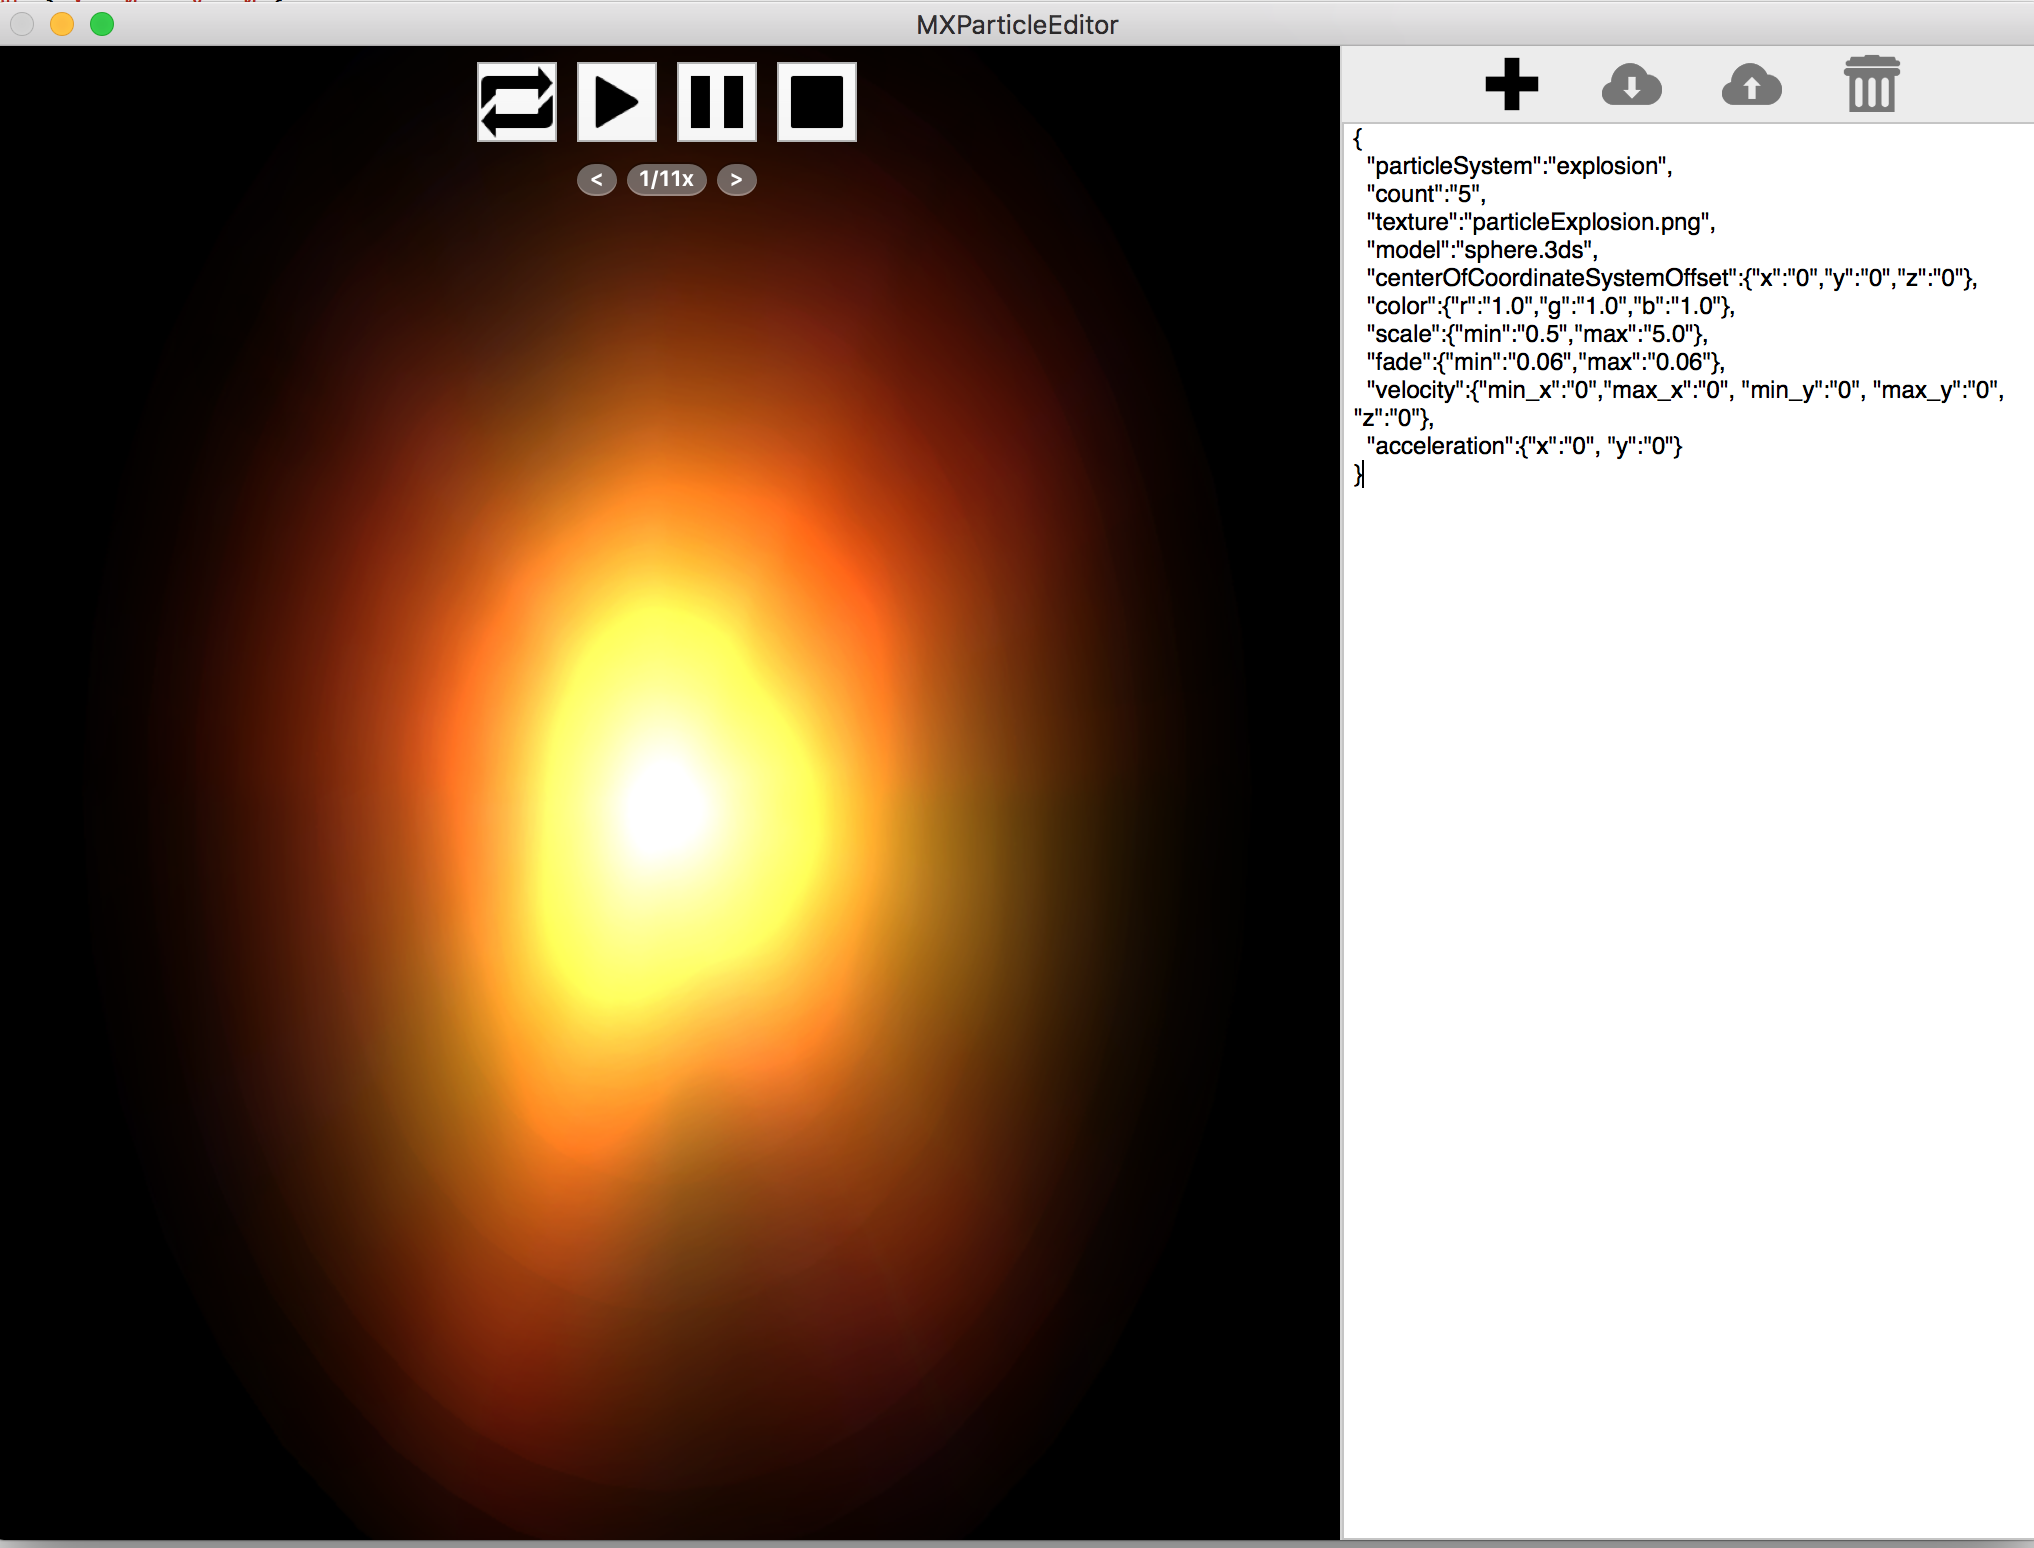 MXParticleEditor
< 1/11x >
{
"particleSystem":"explosion",
"count":"5",
"texture":"particleExplosion.png",
"model":"sphere.3ds",
"centerOfCoordinateSystemOffset":{"x":"0","y":"0","z":"0"},
"color":{"r":"1.0","g":"1.0","b":"1.0"},
"scale":{"min":"0.5","max":"5.0"},
"fade":{"min":"0.06","max":"0.06"},
"velocity":{"min_x":"0","max_x":"0", "min_y":"0", "max_y":"0",
"z":"0"},
"acceleration":{"x":"0", "y":"0"}
}